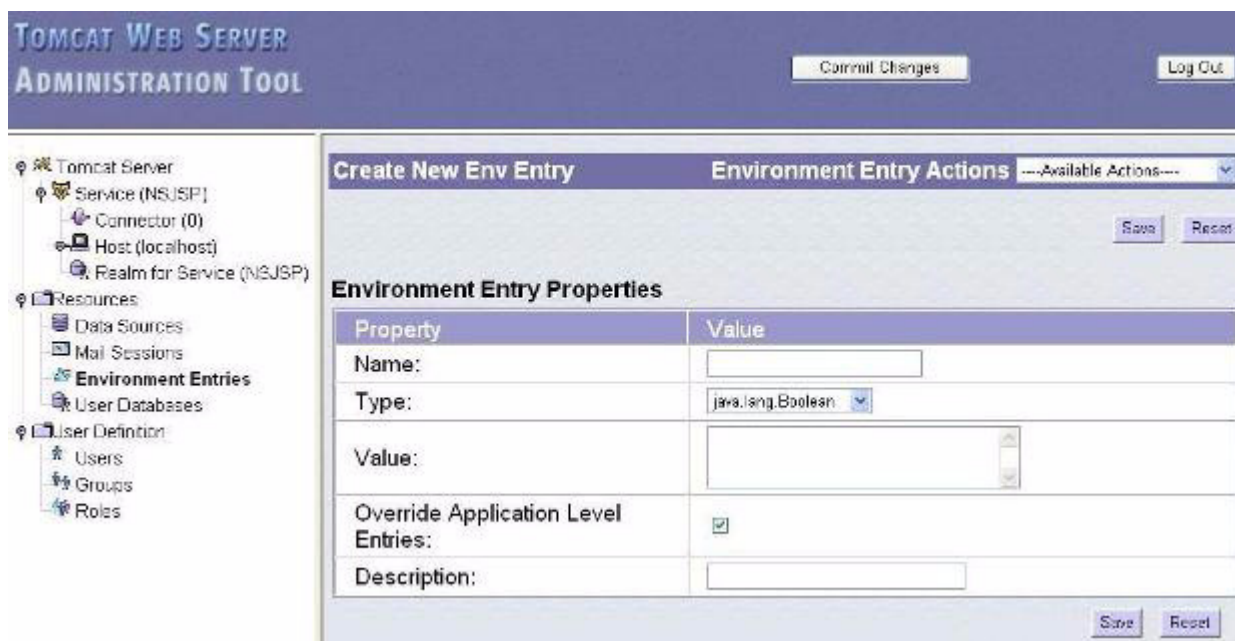 TOMCAT WEB SERVER
ADMINISTRATION TOOL
Commit Changes
Log Out
Tomcat Server
Service (NSJSP)
Connector (0)
Host (localhost)
Realm for Service (NSJSP)
Resources
Data Sources
Mail Sessions
Environment Entries
User Databases
User Definition
Users
Groups
Roles
Create New Env Entry
Environment Entry Actions
----Available Actions----
Save
Reset
Environment Entry Properties
Property
Value
Name:
Type:
java.lang.Boolean
Value:
Override Application Level
Entries:
Description:
Save
Reset